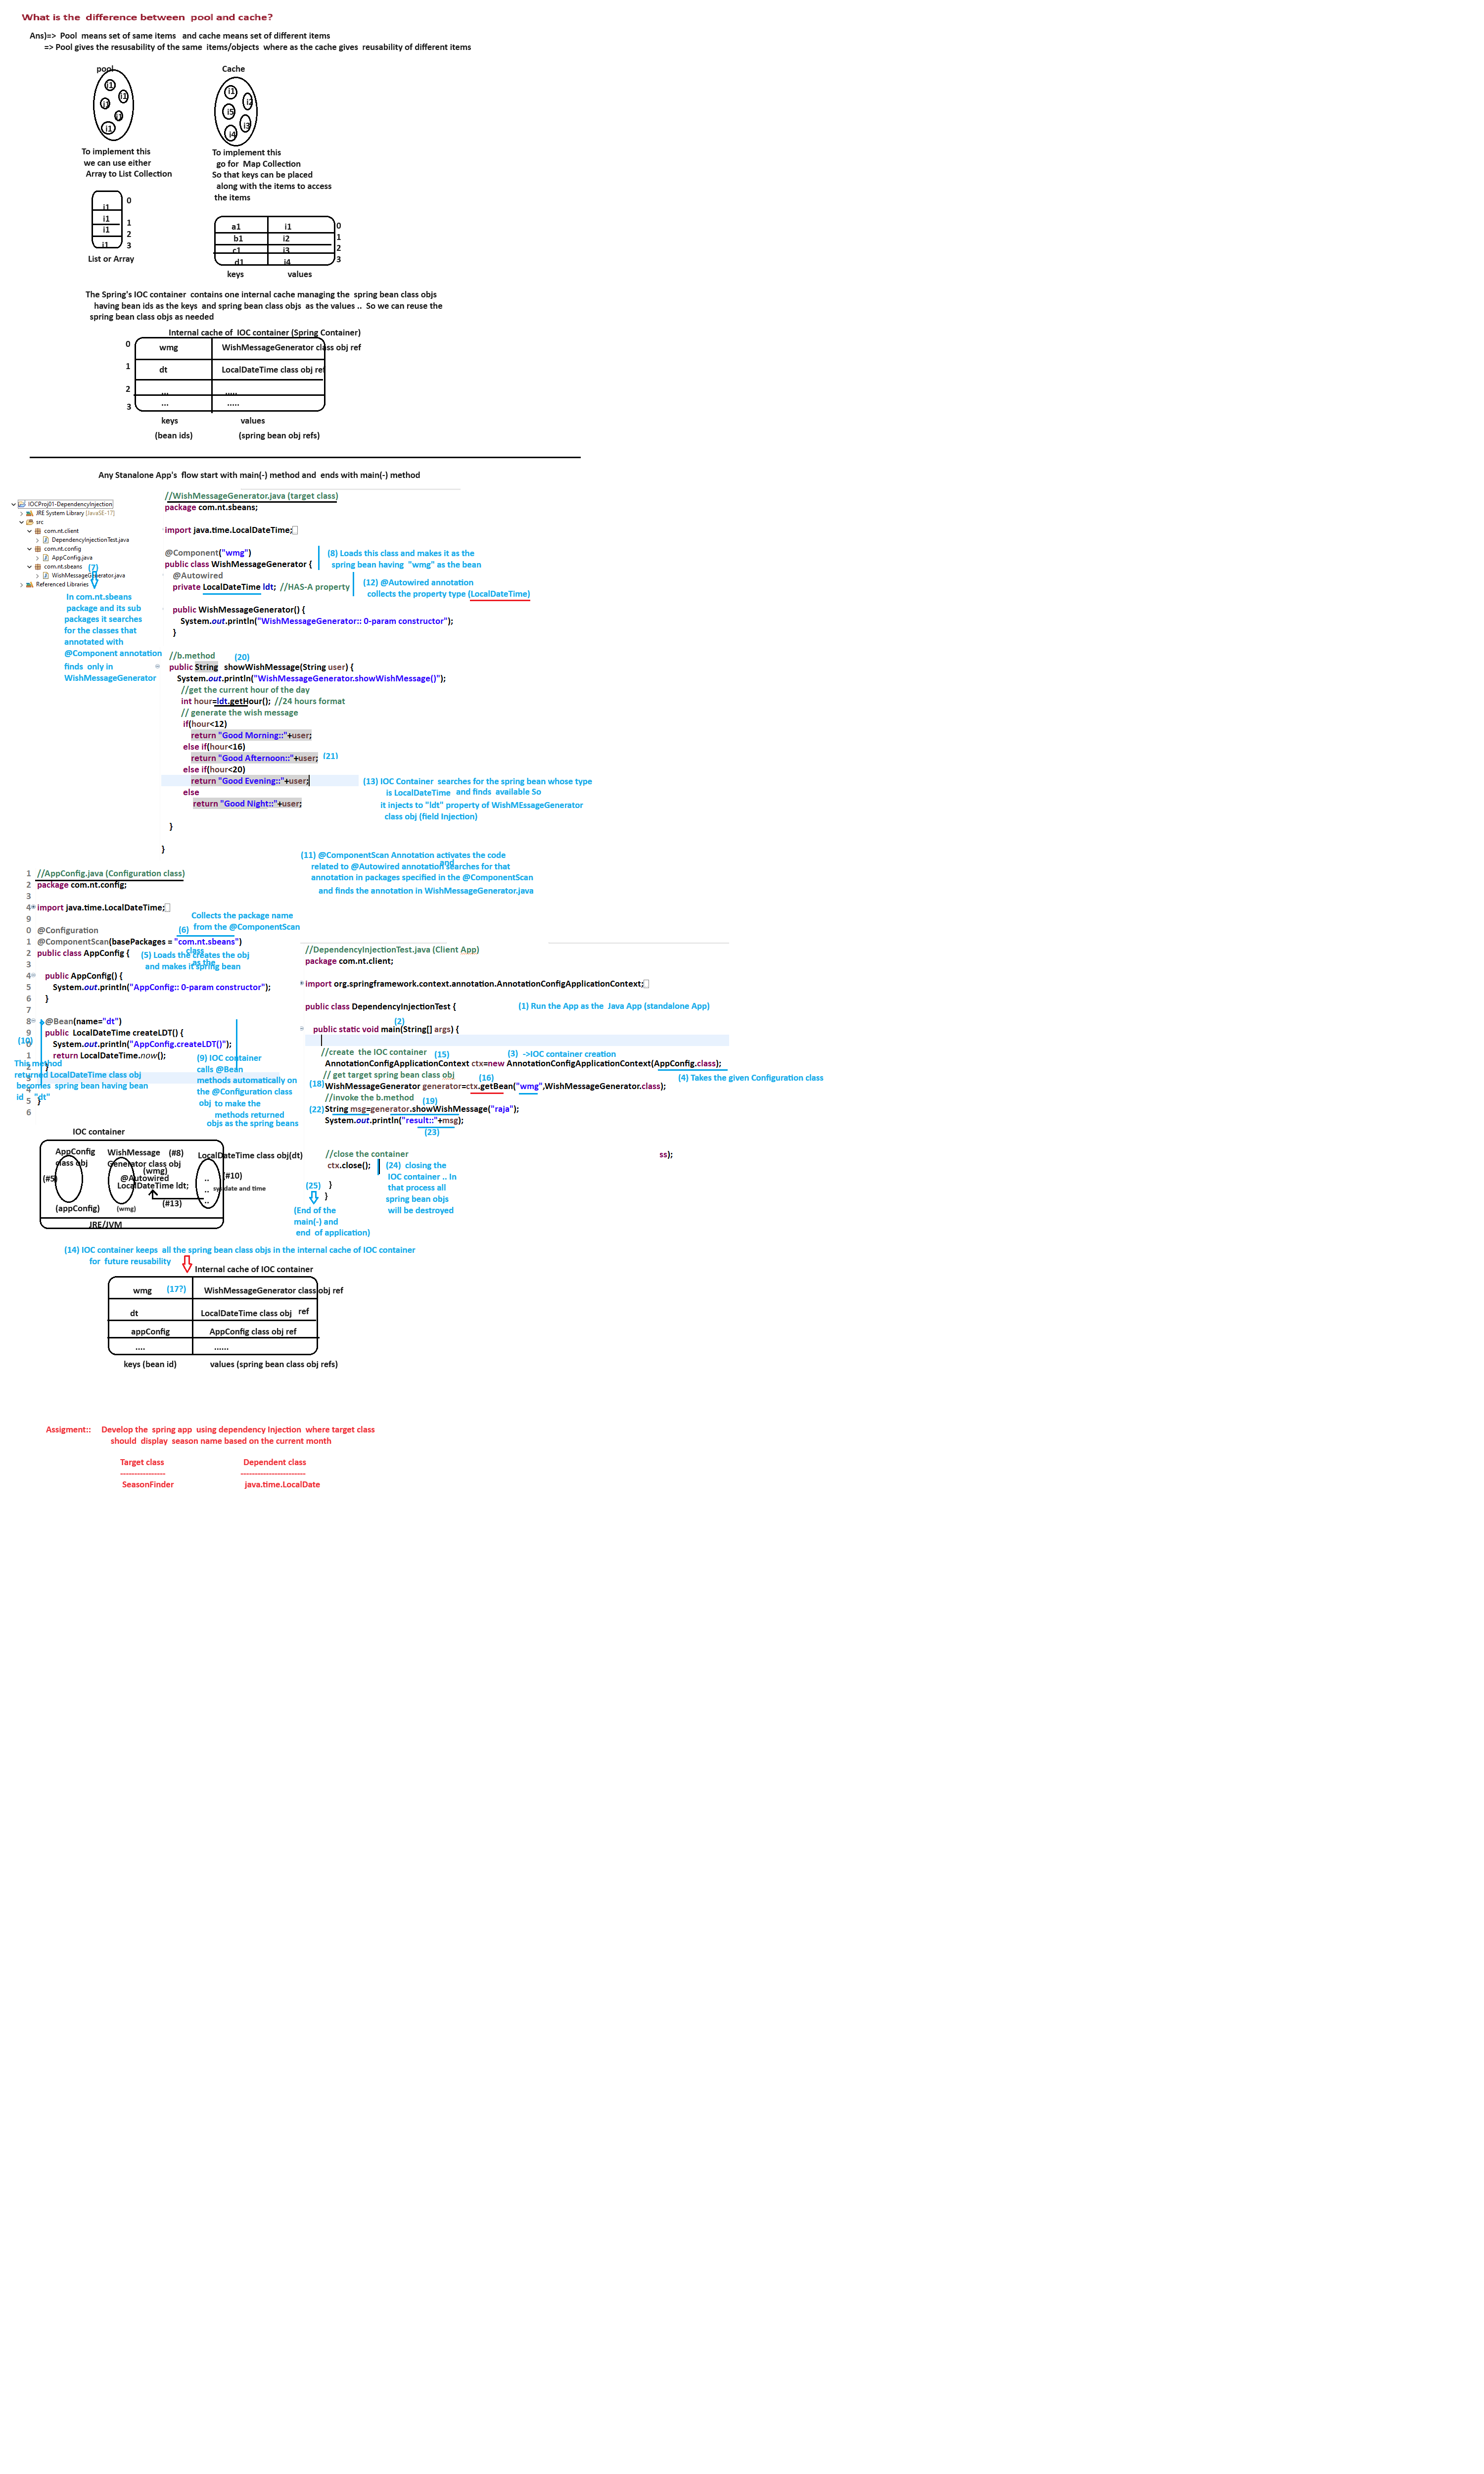 What is the difference between pool and cache?
Ans)=> Pool means set of same items and cache means set of different items
=> Pool gives the resusability of the same items/objects where as the cache gives reusability of different items
pool
i1
i1
i1
i1
i1
Cache
i1
i2
i5
i3
i4
To implement this
we can use either
Array to List Collection
To implement this
go for Map Collection
So that keys can be placed
along with the items to access
the items
i1 0
i1 1
i1 2
i1 3
List or Array
a1 i1 0
b1 i2 1
c1 i3 2
d1 i4 3
keys values
The Spring's IOC container contains one internal cache managing the spring bean class objs
having bean ids as the keys and spring bean class objs as the values .. So we can reuse the
spring bean class objs as needed
Internal cache of IOC container (Spring Container)
0 wmg WishMessageGenerator class obj ref
1 dt LocalDateTime class obj ref
2 ... .....
3 ... .....
keys values
(bean ids) (spring bean obj refs)
Any Stanalone App's flow start with main(-) method and ends with main(-) method
IOCProj01-DependencyInjection
JRE System Library [JavaSE-17]
src
com.nt.client
DependencyInjectionTest.java
com.nt.config
AppConfig.java
com.nt.sbeans (7)
WishMessageGenerator.java
Referenced Libraries
In com.nt.sbeans
package and its sub
packages it searches
for the classes that
annotated with
@Component annotation
finds only in
WishMessageGenerator
//WishMessageGenerator.java (target class)
package com.nt.sbeans;
import java.time.LocalDateTime;
@Component("wmg")
public class WishMessageGenerator {
@Autowired
private LocalDateTime ldt; //HAS-A property
public WishMessageGenerator() {
System.out.println("WishMessageGenerator:: 0-param constructor");
}
//b.method (20)
public String showWishMessage(String user) {
System.out.println("WishMessageGenerator.showWishMessage()");
//get the current hour of the day
int hour=ldt.getHour(); //24 hours format
// generate the wish message
if(hour<12)
return "Good Morning::"+user;
else if(hour<16)
return "Good Afternoon::"+user; (21)
else if(hour<20)
return "Good Evening::"+user;
else
return "Good Night::"+user;
}
}
(8) Loads this class and makes it as the
spring bean having "wmg" as the bean
(12) @Autowired annotation
collects the property type (LocalDateTime)
(13) IOC Container searches for the spring bean whose type
is LocalDateTime and finds available So
it injects to "ldt" property of WishMEssageGenerator
class obj (field Injection)
(11) @ComponentScan Annotation activates the code
and
related to @Autowired annotation searches for that
annotation in packages specified in the @ComponentScan
and finds the annotation in WishMessageGenerator.java
1 //AppConfig.java (Configuration class)
2 package com.nt.config;
3
4 import java.time.LocalDateTime;
9
0 @Configuration
1 @ComponentScan(basePackages = "com.nt.sbeans")
2 public class AppConfig {
3
4 public AppConfig() {
5 System.out.println("AppConfig:: 0-param constructor");
6 }
7
8 @Bean(name="dt")
9 public LocalDateTime createLDT() {
0 System.out.println("AppConfig.createLDT()");
1 return LocalDateTime.now();
2 }
3
4
5 }
6
Collects the package name
(6) from the @ComponentScan
class
(5) Loads the creates the obj
as the
and makes it spring bean
(10)
This method
returned LocalDateTime class obj
becomes spring bean having bean
id "dt"
(9) IOC container
calls @Bean
methods automatically on
the @Configuration class
obj to make the
methods returned
objs as the spring beans
//DependencyInjectionTest.java (Client App)
package com.nt.client;
import org.springframework.context.annotation.AnnotationConfigApplicationContext;
public class DependencyInjectionTest { (1) Run the App as the Java App (standalone App)
(2)
public static void main(String[] args) {
//create the IOC container (15) (3) ->IOC container creation
AnnotationConfigApplicationContext ctx=new AnnotationConfigApplicationContext(AppConfig.class);
// get target spring bean class obj (16) (4) Takes the given Configuration class
(18) WishMessageGenerator generator=ctx.getBean("wmg",WishMessageGenerator.class);
//invoke the b.method (19)
(22) String msg=generator.showWishMessage("raja");
System.out.println("result::"+msg);
(23)
//close the container ss);
ctx.close();
(24) closing the
IOC container .. In
that process all
spring bean objs
will be destroyed
(25) }
}
(End of the
main(-) and
end of application)
IOC container
AppConfig
class obj
(#5)
(appConfig)
WishMessage (#8)
Generator class obj
(wmg)
@Autowired
LocalDateTime ldt;
(wmg)
(#13)
LocalDateTime class obj(dt)
(#10)
..
..
..
sys date and time
JRE/JVM
(14) IOC container keeps all the spring bean class objs in the internal cache of IOC container
for future reusability
Internal cache of IOC container
wmg (17?) WishMessageGenerator class obj ref
dt LocalDateTime class obj ref
appConfig AppConfig class obj ref
.... ......
keys (bean id) values (spring bean class obj refs)
Assigment:: Develop the spring app using dependency Injection where target class
should display season name based on the current month
Target class Dependent class
--------------- ----------------------
SeasonFinder java.time.LocalDate